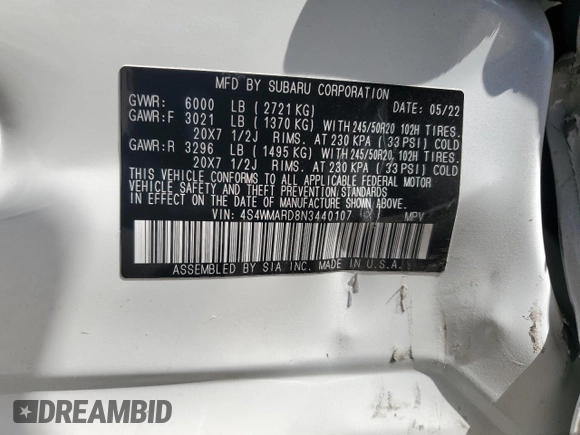 MFD BY SUBARU CORPORATION
GVWR: 6000 LB ( 2721 KG) DATE: 05/22
GAWR:F 3021 LB ( 1370 KG) WITH 245/50R20 102H TIRES.
20X7 1/2J RIMS. AT 230 KPA ( 33 PSI) COLD
GAWR:R 3296 LB ( 1495 KG) WITH 245/50R20, 102H TIRES.
20X7 1/2J RIMS. AT 230 KPA ( 33 PSI) COLD
THIS VEHICLE CONFORMS TO ALL APPLICABLE FEDERAL MOTOR
VEHICLE SAFETY AND THEFT PREVENTION STANDARDS
IN EFFECT ON THE DATE OF MANUFACTURE SHOWN ABOVE.
VIN: 4S4WMARD8N3440107 MPV
ASSEMBLED BY SIA INC. MADE IN U.S.A.
DREAMBID